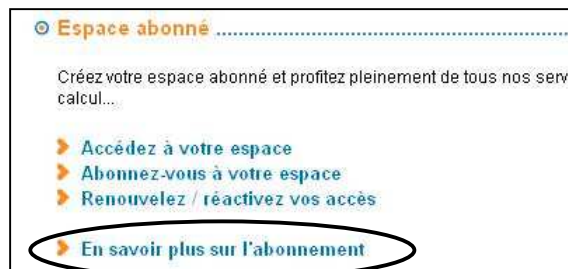 Espace abonné
Créez votre espace abonné et profitez pleinement de tous nos
calcul...
Accédez à votre espace
Abonnez-vous à votre espace
Renouvelez / réactivez vos accès
En savoir plus sur l'abonnement